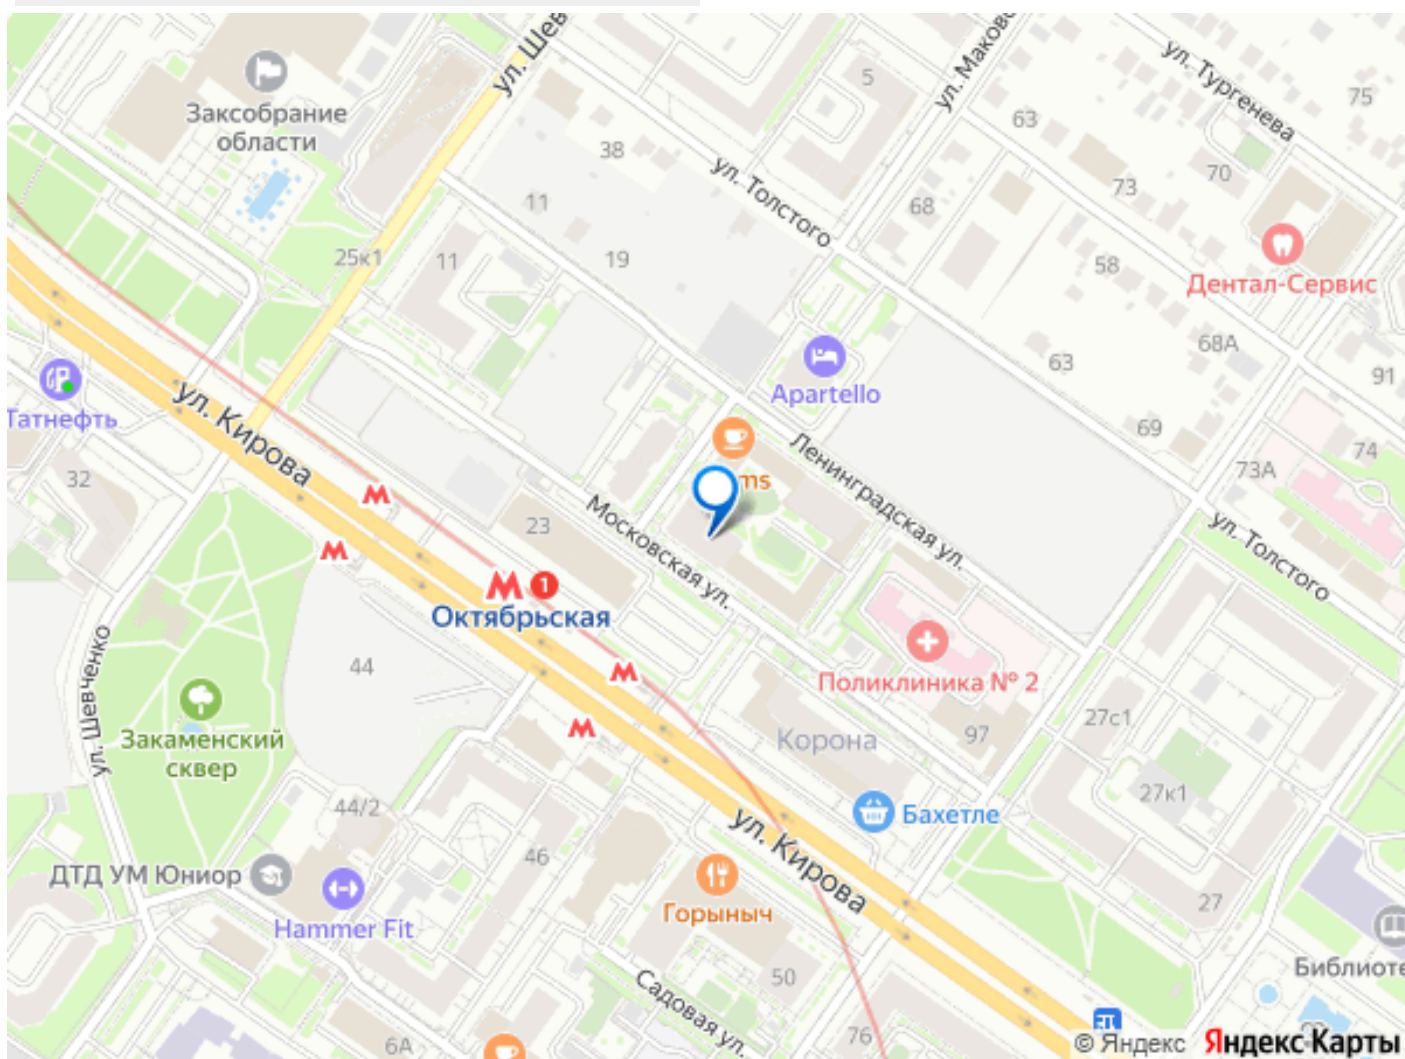 ул. Шев
ул. Маков
ул. Тургенева
75
5
63
Заксобрание
области
38
ул. Толстого
73
70
68
11
25к1
11
19
58
Дентал-Сервис
68А
63
91
Apartello
Татнефть
ул. Кирова
69
74
73А
32
ms
Ленинградская ул.
23
Московская ул.
ул. Толстого
1
Октябрьская
ул. Шевченко
44
Поликлиника № 2
27с1
97
Закаменский
сквер
Корона
27к1
44/2
Бахетле
ул. Кирова
46
ДТД УМ Юниор
Hammer Fit
Горыныч
27
50
Библиоте
Садовая ул.
76
6А
© Яндекс Яндекс Карты